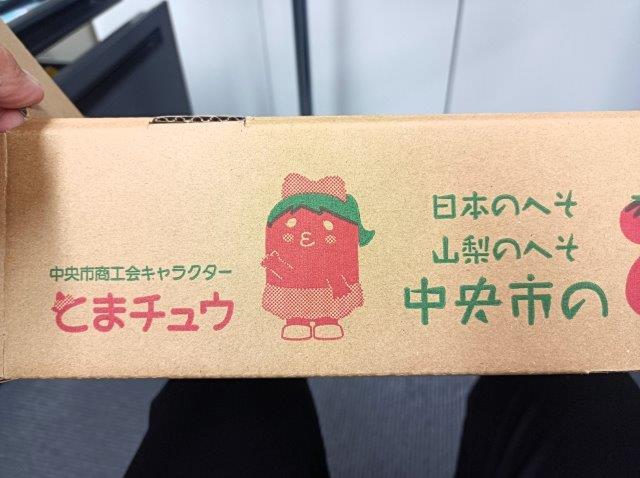 中央市商工会キャラクター
とまチュウ
日本のへそ
山梨のへそ
中央市の